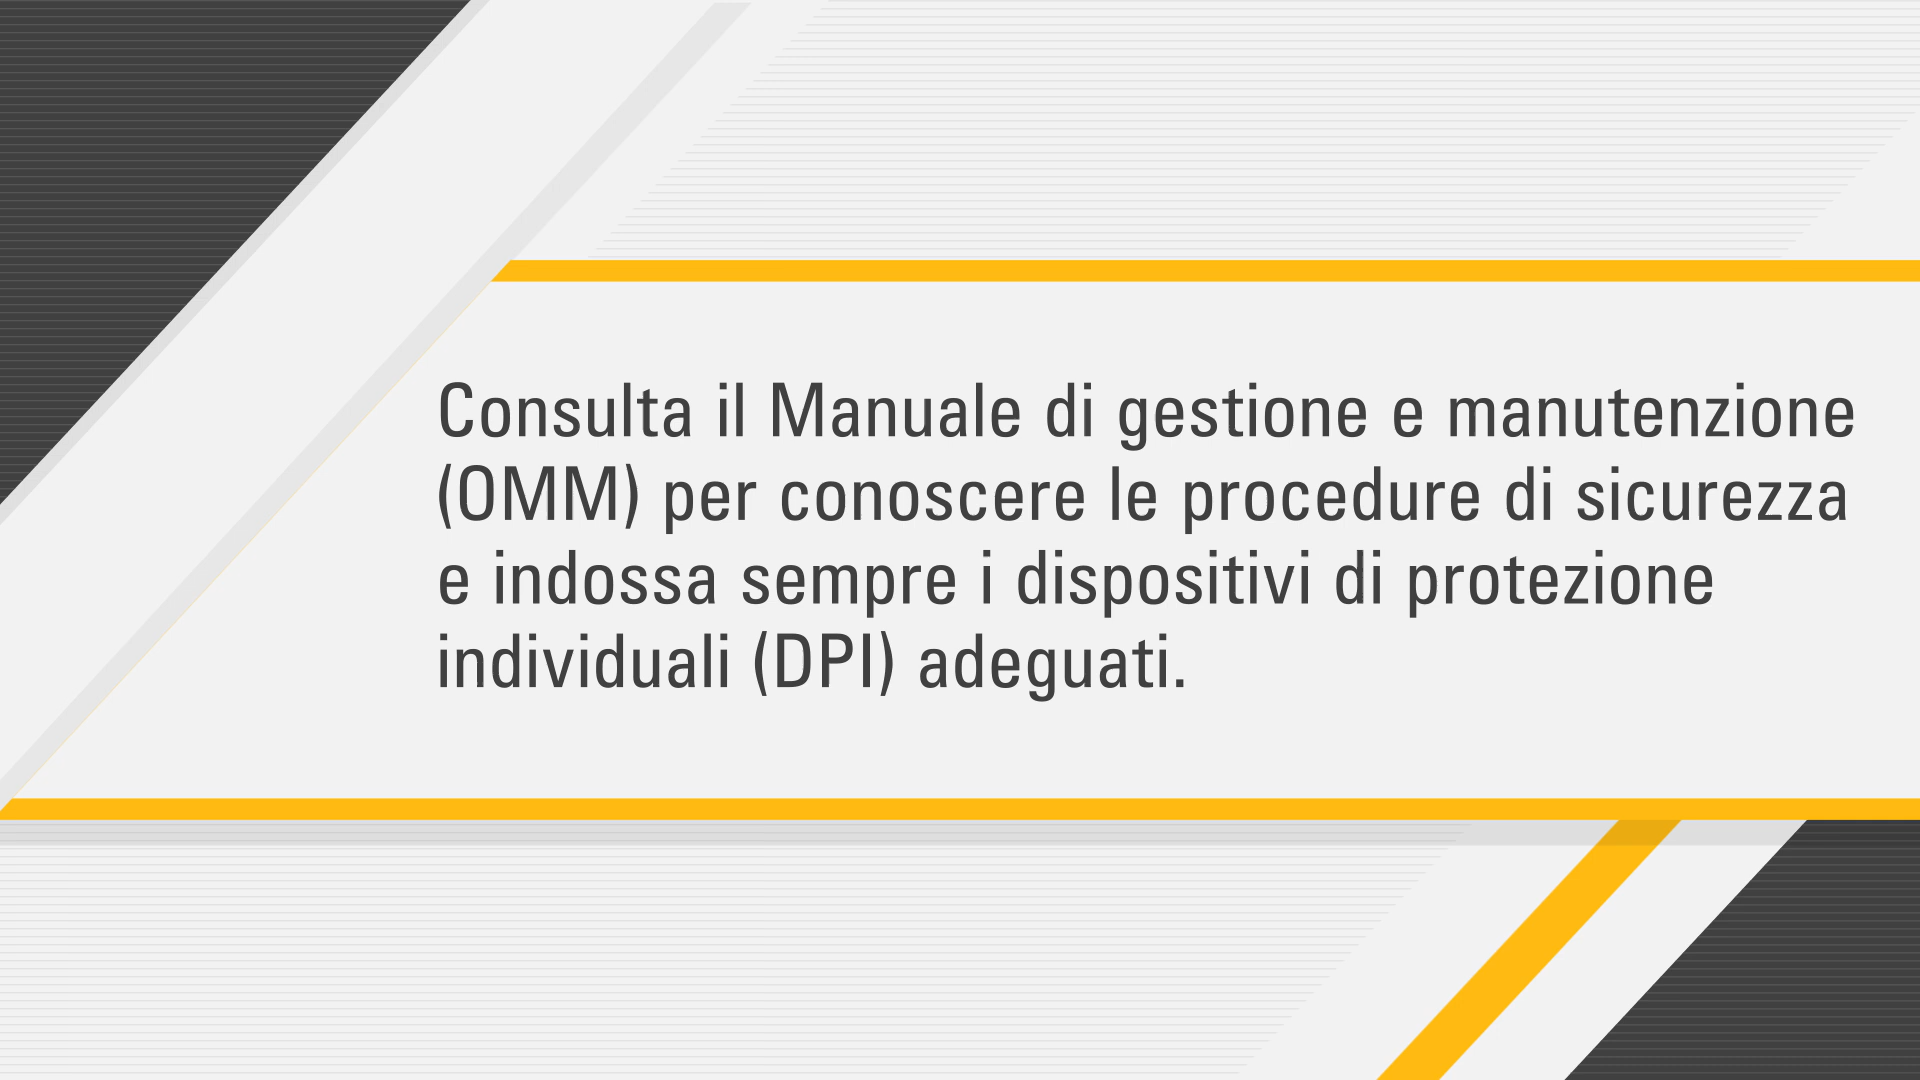 Consulta il Manuale di gestione e manutenzione
(OMM) per conoscere le procedure di sicurezza
e indossa sempre i dispositivi di protezione
individuali (DPI) adeguati.